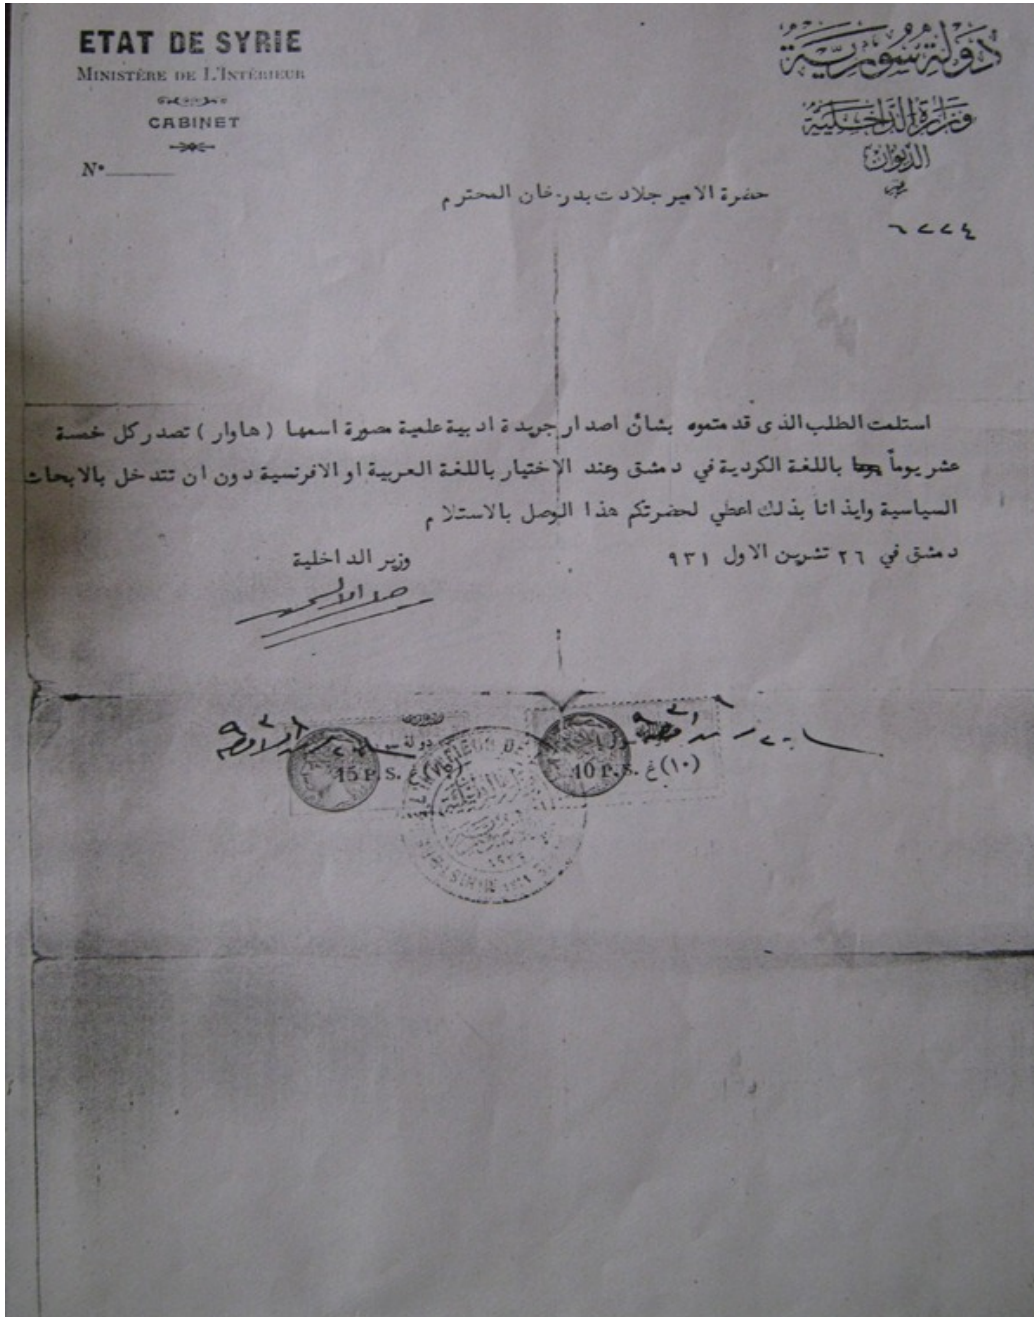 ETAT DE SYRIE
MINISTÈRE DE L'INTÉRIEUR
CABINET
N°
دولة سورية
وزارة الداخلية
الديوان
٦٢٢٤
حضرة الامير جلادت بدرخان المحترم
استلمت الطلب الذى قدمتموه بشأن اصدار جريدة ادبية علمية مصورة اسمها ( هاوار ) تصدر كل خمسة
عشر يوماً باللغة الكردية في دمشق وعند الاختيار باللغة العربية او الافرنسية دون ان تتدخل بالابحاث
السياسية وايذانا بذلك اعطي لحضرتكم هذا الوصل بالاستلام
دمشق في ٢٦ تشرين الاول ٩٣١
وزير الداخلية
15 P. S. غ (١٥)
10 P. S. غ (١٠)